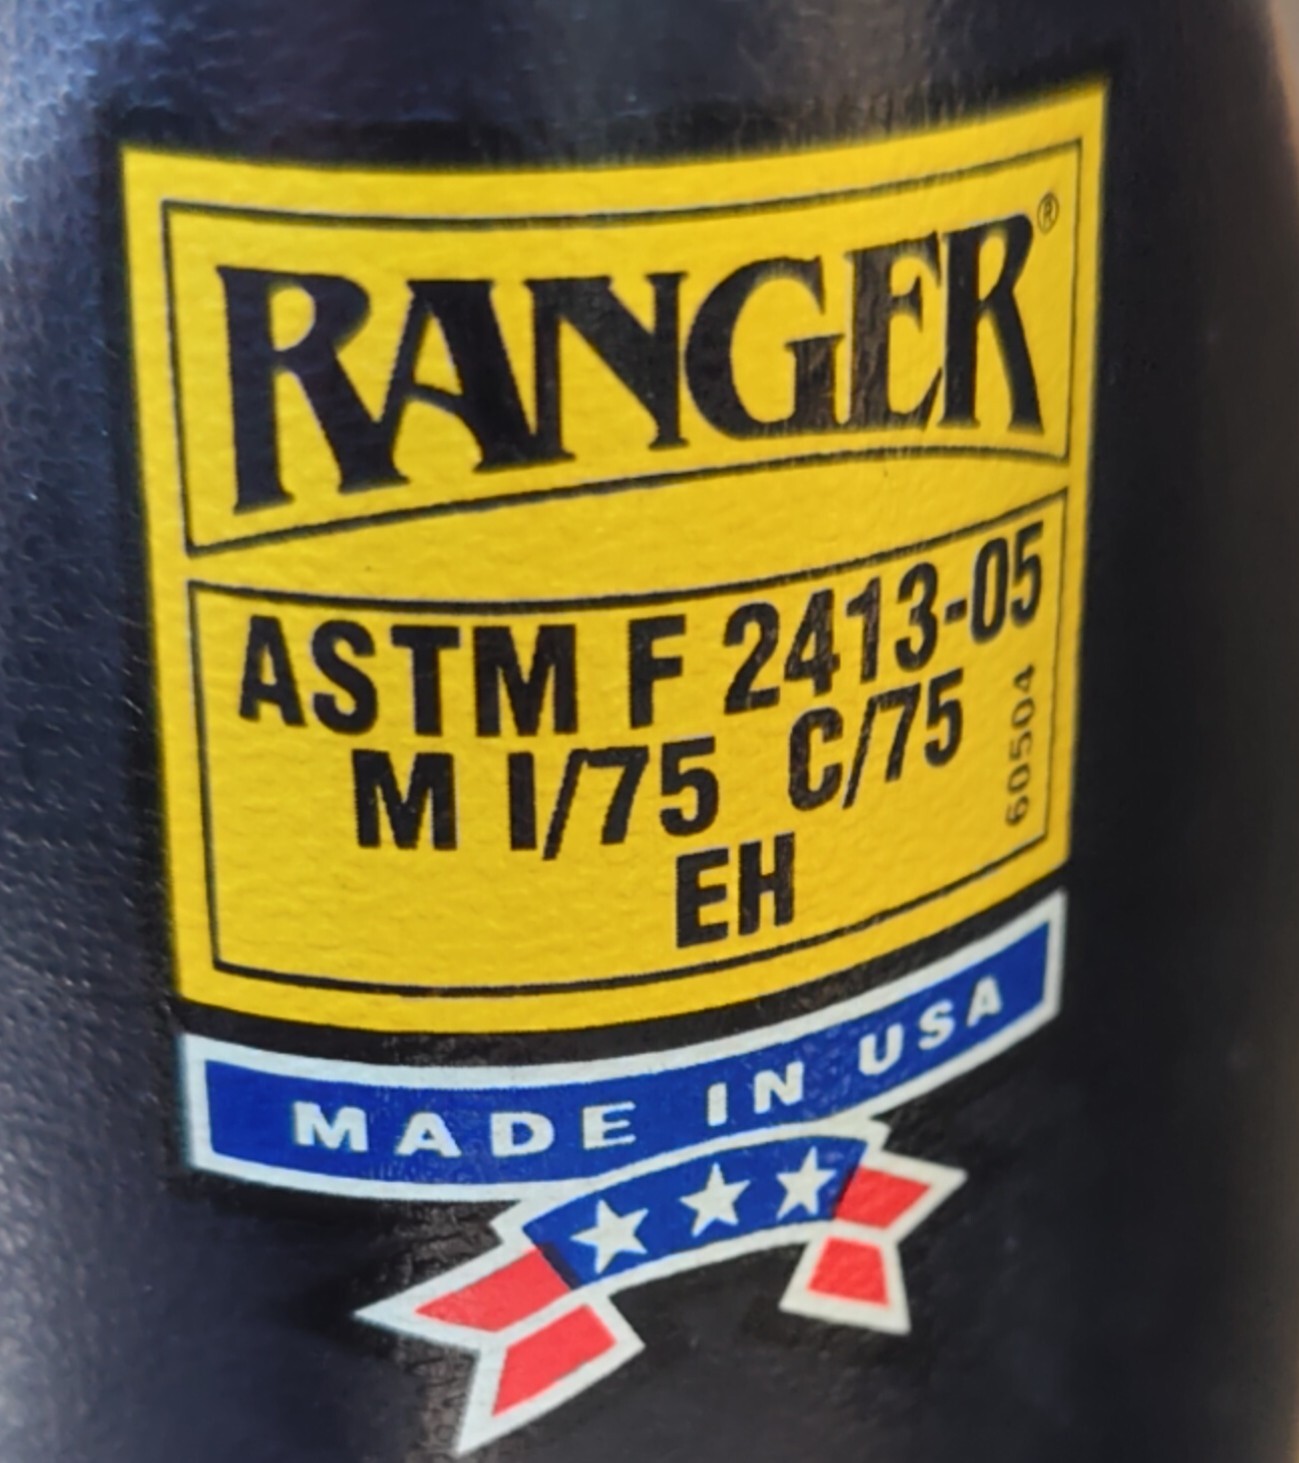 RANGER®
ASTM F 2413-05
M I/75 C/75
EH
60504
MADE IN USA